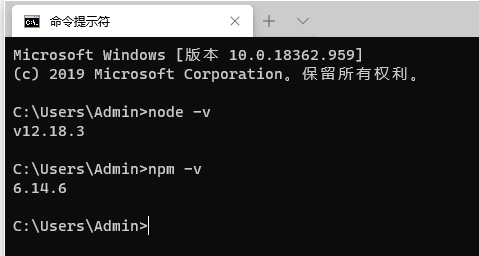 命令提示符
Microsoft Windows [版本 10.0.18362.959]
(c) 2019 Microsoft Corporation。保留所有权利。
C:\Users\Admin>node -v
v12.18.3
C:\Users\Admin>npm -v
6.14.6
C:\Users\Admin>